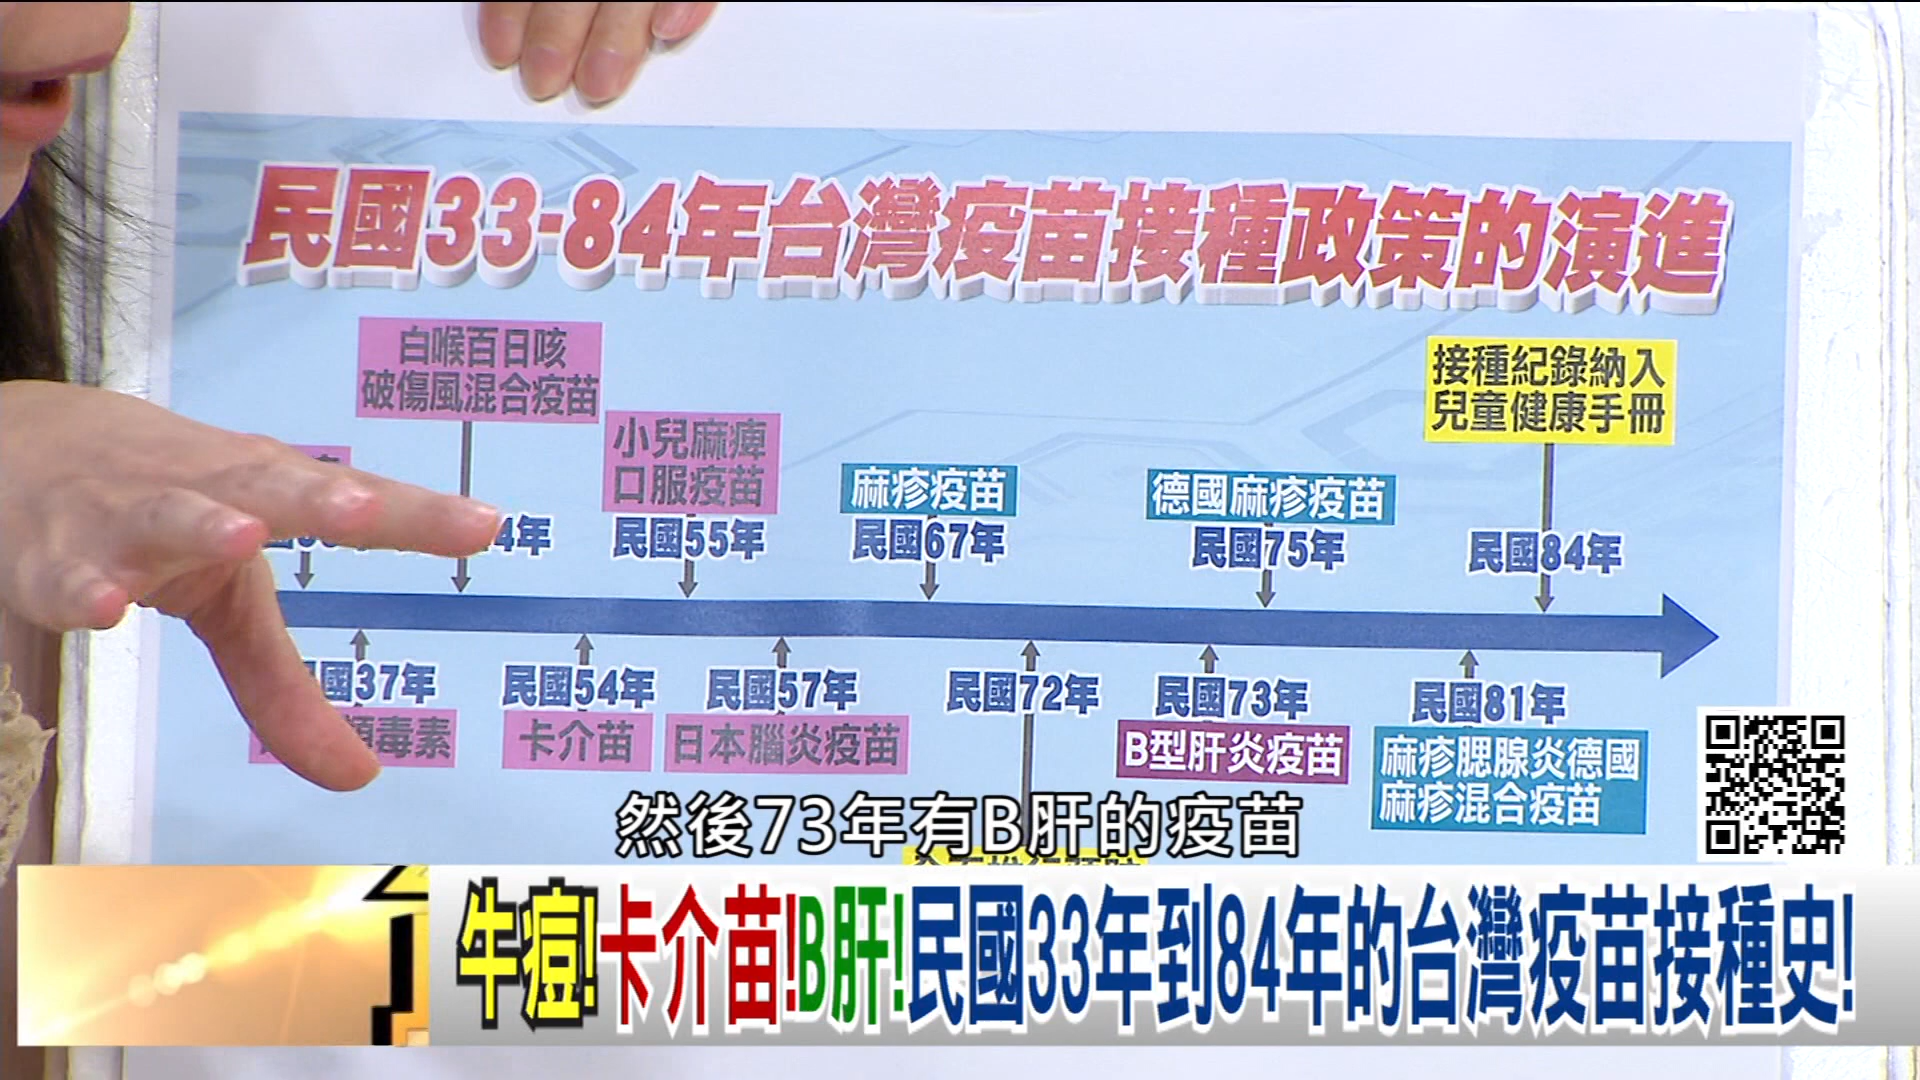 民國33-84年台灣疫苗接種政策的演進
白喉百日咳
破傷風混合疫苗
小兒麻痺
口服疫苗
麻疹疫苗
德國麻疹疫苗
接種紀錄納入
兒童健康手冊
4年
民國55年
民國67年
民國75年
民國84年
國37年
民國54年
民國57年
民國72年
民國73年
民國81年
毒素
卡介苗
日本腦炎疫苗
B型肝炎疫苗
麻疹腮腺炎德國
麻疹混合疫苗
然後73年有B肝的疫苗
牛痘!卡介苗!B肝!民國33年到84年的台灣疫苗接種史!